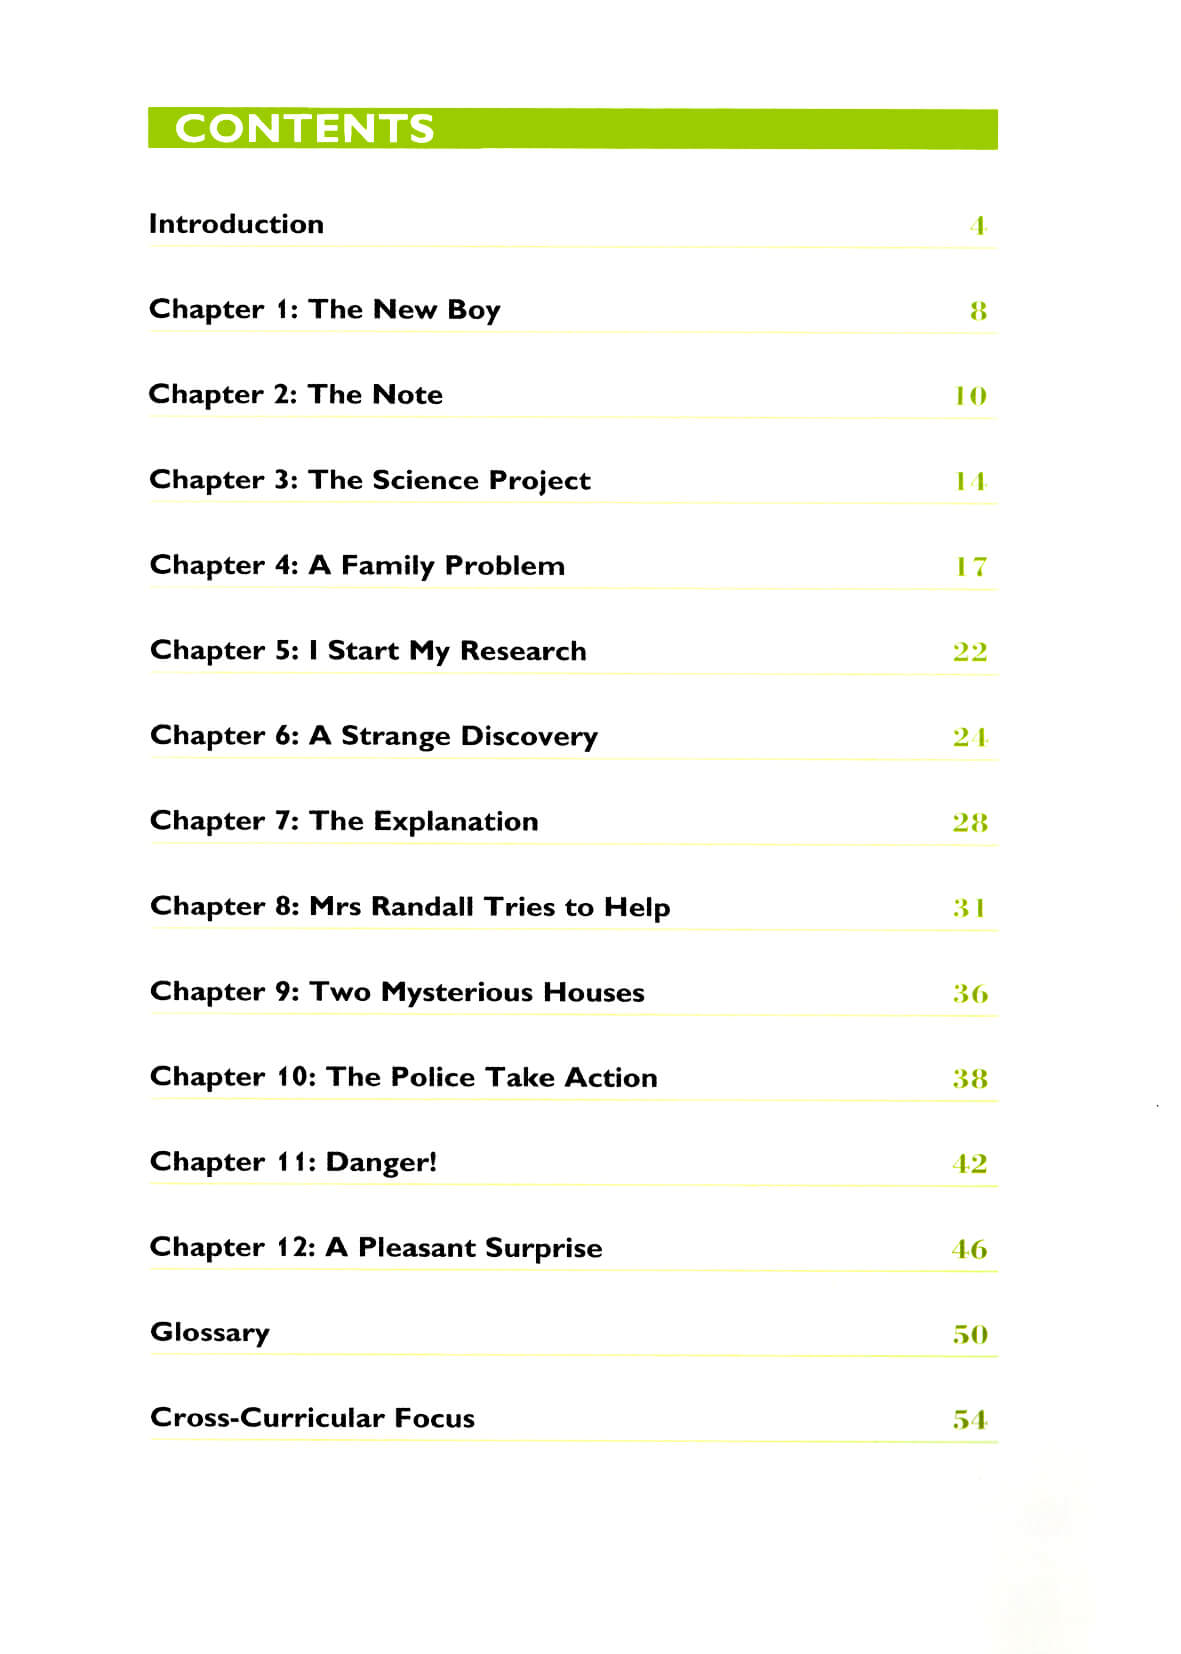 CONTENTS
Introduction 4
Chapter 1: The New Boy 8
Chapter 2: The Note 10
Chapter 3: The Science Project 14
Chapter 4: A Family Problem 17
Chapter 5: I Start My Research 22
Chapter 6: A Strange Discovery 24
Chapter 7: The Explanation 28
Chapter 8: Mrs Randall Tries to Help 31
Chapter 9: Two Mysterious Houses 36
Chapter 10: The Police Take Action 38
Chapter 11: Danger! 42
Chapter 12: A Pleasant Surprise 46
Glossary 50
Cross-Curricular Focus 54